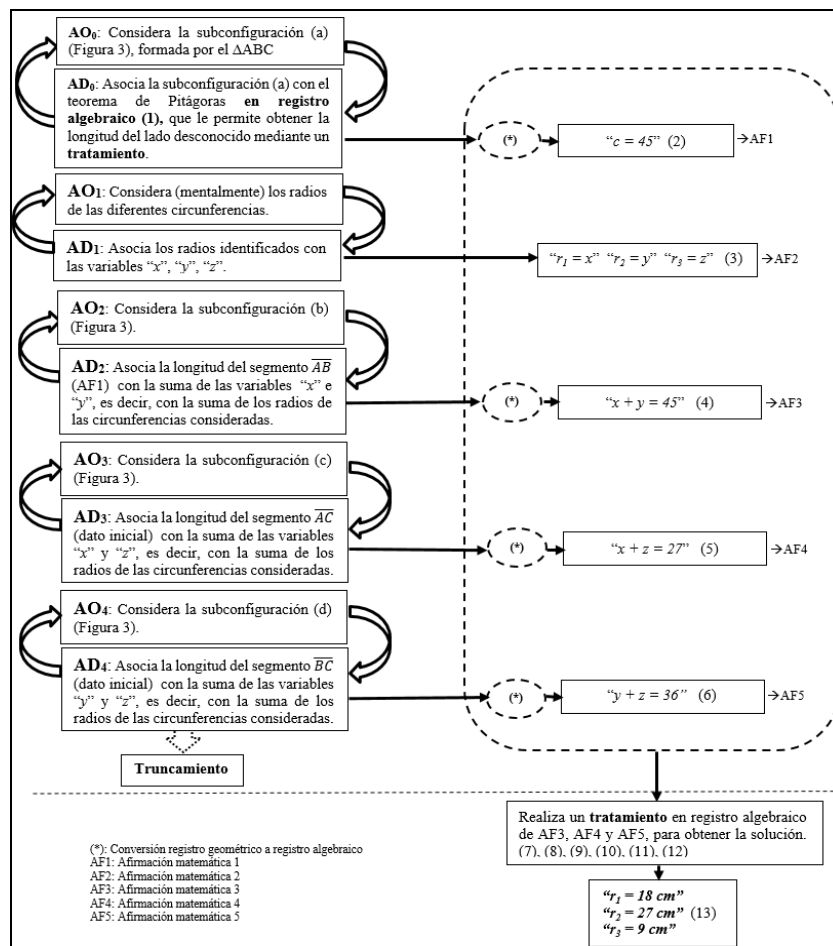 AO₀: Considera la subconfiguración (a)
(Figura 3), formada por el ΔABC
AD₀: Asocia la subconfiguración (a) con el
teorema de Pitágoras en registro
algebraico (1), que le permite obtener la
longitud del lado desconocido mediante un
tratamiento.
(*)
“c = 45” (2)
→AF1
AO₁: Considera (mentalmente) los radios
de las diferentes circunferencias.
AD₁: Asocia los radios identificados con
las variables “x”, “y”, “z”.
“r₁ = x” “r₂ = y” “r₃ = z” (3)
→AF2
AO₂: Considera la subconfiguración (b)
(Figura 3).
AD₂: Asocia la longitud del segmento A̅B̅
(AF1) con la suma de las variables “x” e
“y”, es decir, con la suma de los radios de
las circunferencias consideradas.
(*)
“x + y = 45” (4)
→AF3
AO₃: Considera la subconfiguración (c)
(Figura 3).
AD₃: Asocia la longitud del segmento A̅C̅
(dato inicial) con la suma de las variables
“x” y “z”, es decir, con la suma de los
radios de las circunferencias consideradas.
(*)
“x + z = 27” (5)
→AF4
AO₄: Considera la subconfiguración (d)
(Figura 3).
AD₄: Asocia la longitud del segmento B̅C̅
(dato inicial) con la suma de las variables
“y” y “z”, es decir, con la suma de los
radios de las circunferencias consideradas.
(*)
“y + z = 36” (6)
→AF5
Truncamiento
Realiza un tratamiento en registro algebraico
de AF3, AF4 y AF5, para obtener la solución.
(7), (8), (9), (10), (11), (12)
(*): Conversión registro geométrico a registro algebraico
AF1: Afirmación matemática 1
AF2: Afirmación matemática 2
AF3: Afirmación matemática 3
AF4: Afirmación matemática 4
AF5: Afirmación matemática 5
“r₁ = 18 cm”
“r₂ = 27 cm” (13)
“r₃ = 9 cm”